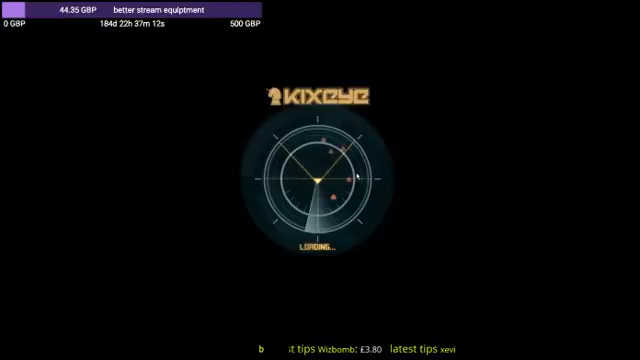 44.35 GBP better stream equiptment
0 GBP 184d 22h 37m 12s 500 GBP
KIXEYE
LOADING...
b st tips Wizbomb: £3.80 latest tips xevi